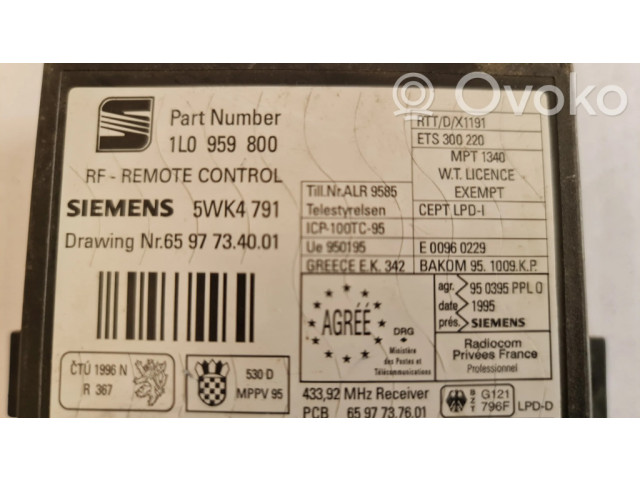 Ovoko
Part Number
1L0 959 800
RF - REMOTE CONTROL
SIEMENS 5WK4 791
Drawing Nr.65 97 73.40.01
RTT/D/X1191
ETS 300 220
MPT 1340
W.T. LICENCE
EXEMPT
Till.Nr.ALR 9585
Telestyrelsen
CEPT LPD-I
ICP-100TC-95
Ue 950195
E 0096 0229
GREECE E.K. 342
BAKOM 95. 1009.K.P.
AGRÉÉ
DRG
Ministère
des Postes et
Télécommunications
agr. 95 0395 PPL 0
date 1995
prés. SIEMENS
Radiocom
Privées France
Professionnel
ČTÚ 1996 N
R 367
530 D
MPPV 95
433,92 MHz Receiver
PCB 65 97 73.76.01
BZT
G121
796F
LPD-D